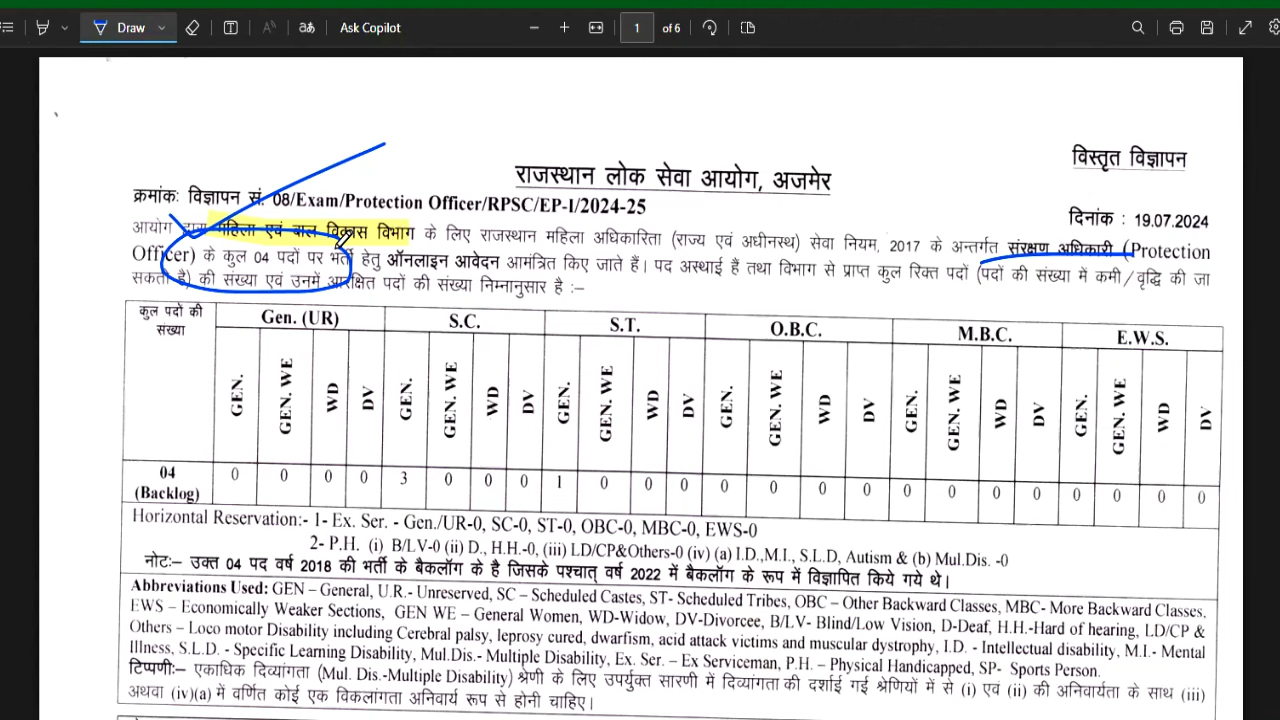 Draw
Ask Copilot
1 of 6
विस्तृत विज्ञापन
राजस्थान लोक सेवा आयोग, अजमेर
क्रमांकः विज्ञापन सं. 08/Exam/Protection Officer/RPSC/EP-I/2024-25
दिनांक : 19.07.2024
आयोग द्वारा महिला एवं बाल विकास विभाग के लिए राजस्थान महिला अधिकारिता (राज्य एवं अधीनस्थ) सेवा नियम, 2017 के अन्तर्गत संरक्षण अधिकारी (Protection
Officer) के कुल 04 पदों पर भर्ती हेतु ऑनलाइन आवेदन आमंत्रित किए जाते हैं। पद अस्थाई हैं तथा विभाग से प्राप्त कुल रिक्त पदों (पदों की संख्या में कमी/वृद्धि की जा
सकती है) की संख्या एवं उनमें आरक्षित पदों की संख्या निम्नानुसार है :–
कुल पदों की संख्या Gen. (UR) S.C. S.T. O.B.C. M.B.C. E.W.S.
GEN. GEN. WE WD DV GEN. GEN. WE WD DV GEN. GEN. WE WD DV GEN. GEN. WE WD DV GEN. GEN. WE WD DV GEN. GEN. WE WD DV
04 (Backlog) 0 0 0 0 3 0 0 0 1 0 0 0 0 0 0 0 0 0 0 0 0 0 0 0
Horizontal Reservation:- 1- Ex. Ser. - Gen./UR-0, SC-0, ST-0, OBC-0, MBC-0, EWS-0
2- P.H. (i) B/LV-0 (ii) D., H.H.-0, (iii) LD/CP&Others-0 (iv) (a) I.D.,M.I., S.L.D, Autism & (b) Mul.Dis. -0
नोटः– उक्त 04 पद वर्ष 2018 की भर्ती के बैकलॉग के है जिसके पश्चात् वर्ष 2022 में बैकलॉग के रूप में विज्ञापित किये गये थे।
Abbreviations Used: GEN – General, U.R.- Unreserved, SC – Scheduled Castes, ST- Scheduled Tribes, OBC – Other Backward Classes, MBC- More Backward Classes,
EWS – Economically Weaker Sections, GEN WE – General Women, WD-Widow, DV-Divorcee, B/LV- Blind/Low Vision, D-Deaf, H.H.-Hard of hearing, LD/CP &
Others – Loco motor Disability including Cerebral palsy, leprosy cured, dwarfism, acid attack victims and muscular dystrophy, I.D. - Intellectual disability, M.I.- Mental
Illness, S.L.D. - Specific Learning Disability, Mul.Dis.- Multiple Disability, Ex. Ser. – Ex Serviceman, P.H. – Physical Handicapped, SP- Sports Person.
टिप्पणीः– एकाधिक दिव्यांगता (Mul. Dis.-Multiple Disability) श्रेणी के लिए उपर्युक्त सारणी में दिव्यांगता की दर्शाई गई श्रेणियों में से (i) एवं (ii) की अनिवार्यता के साथ (iii)
अथवा (iv)(a) में वर्णित कोई एक विकलांगता अनिवार्य रूप से होनी चाहिए।